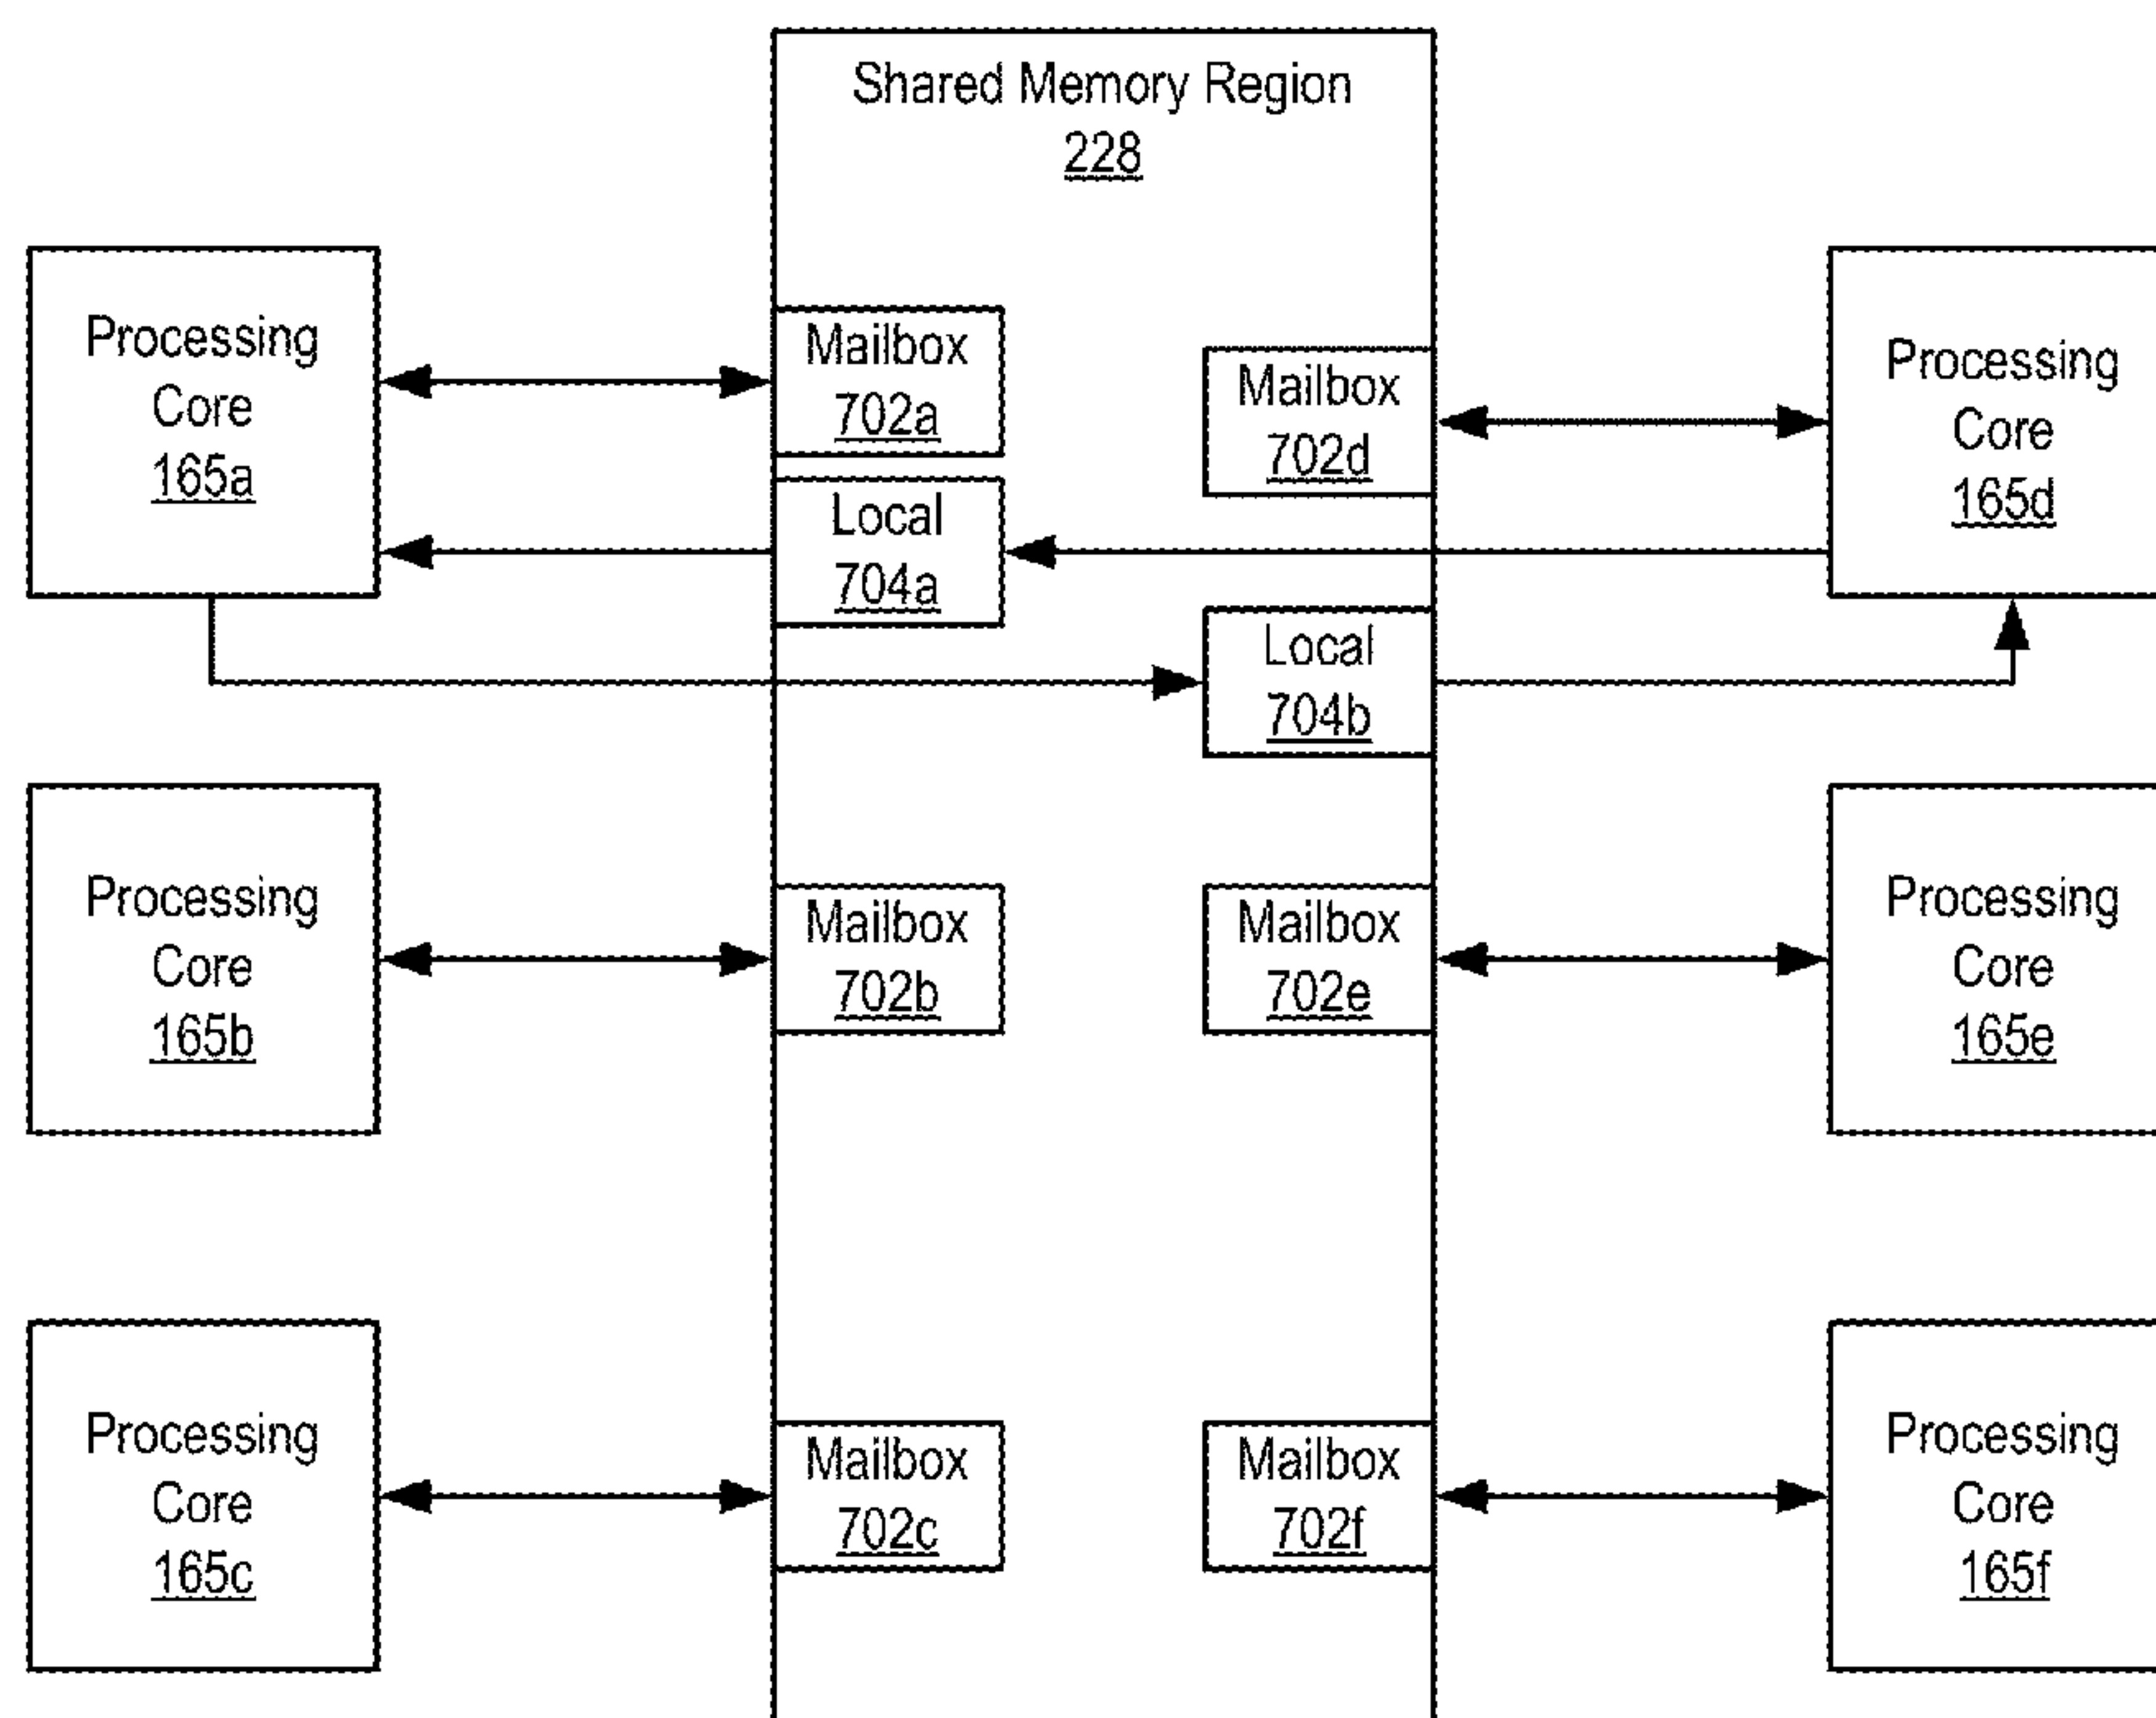 Shared Memory Region
228
Processing
Core
165a
Mailbox
702a
Mailbox
702d
Processing
Core
165d
Local
704a
Local
704b
Processing
Core
165b
Mailbox
702b
Mailbox
702e
Processing
Core
165e
Processing
Core
165c
Mailbox
702c
Mailbox
702f
Processing
Core
165f